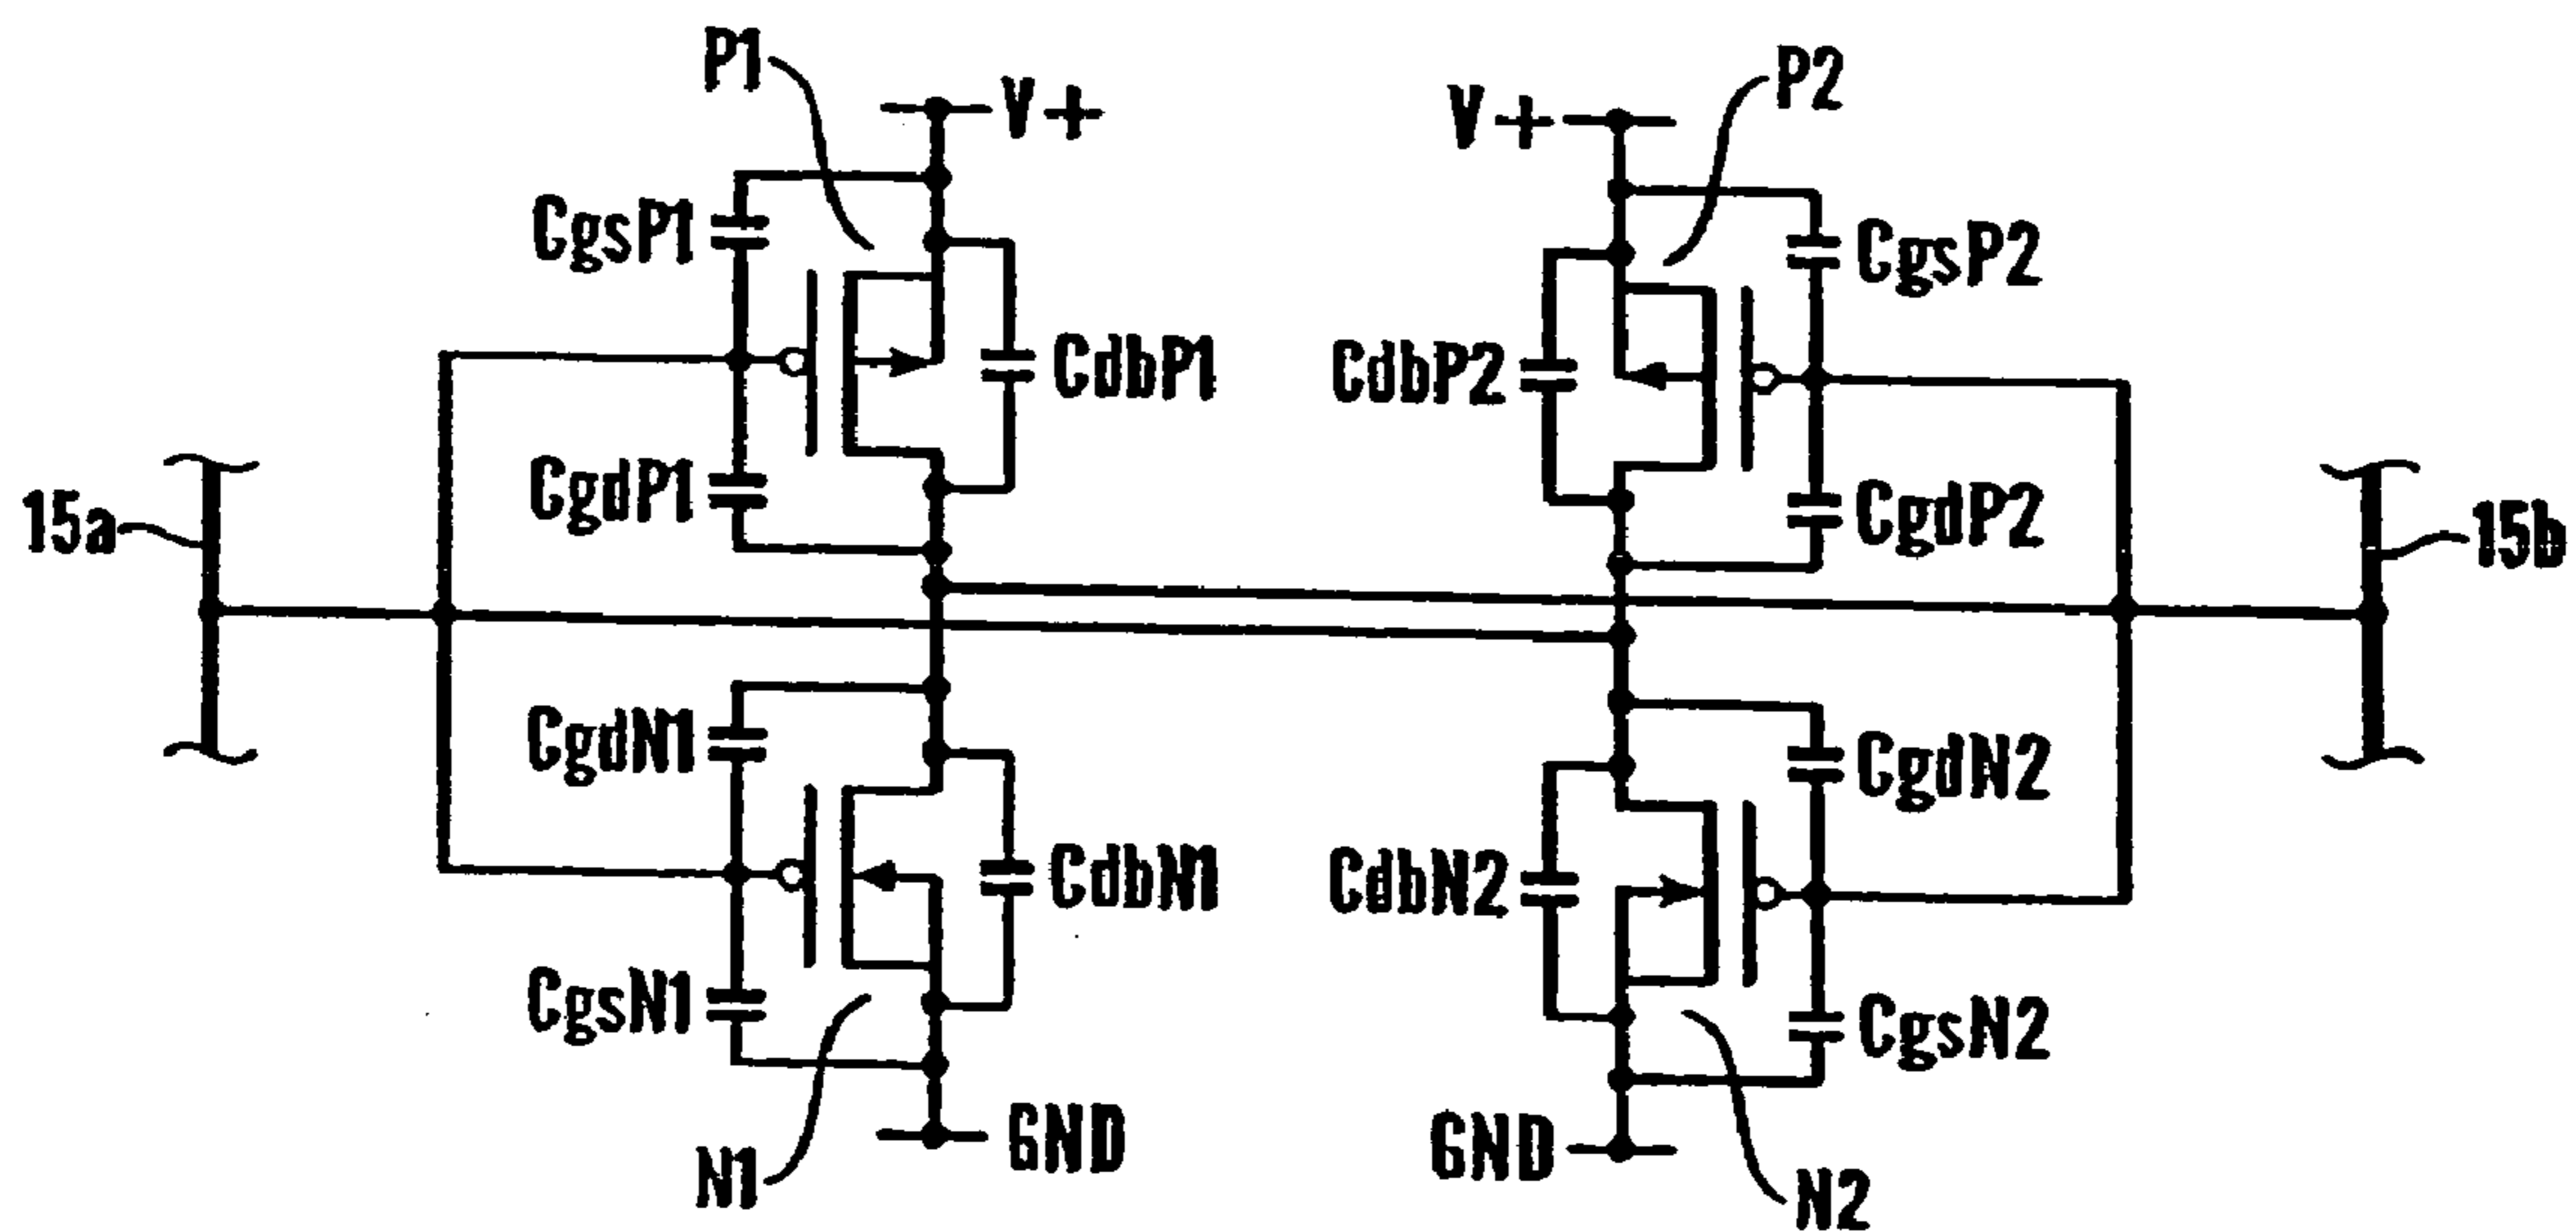 P1
V+
V+
P2
CgsP1
CgsP2
CdbP1
CdbP2
CgdP1
CgdP2
15a
15b
CgdN1
CgdN2
CdbN1
CdbN2
CgsN1
CgsN2
GND
GND
N1
N2